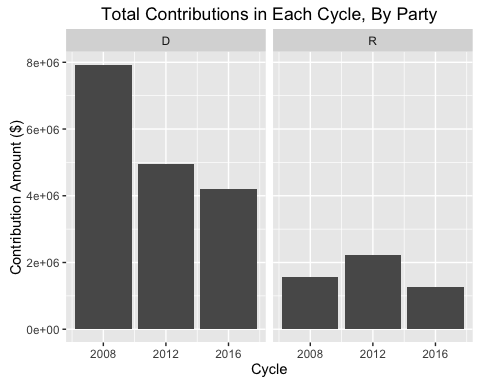 Total Contributions in Each Cycle, By Party
D R
8e+06
6e+06
4e+06
2e+06
0e+00
Contribution Amount ($)
2008 2012 2016 2008 2012 2016
Cycle